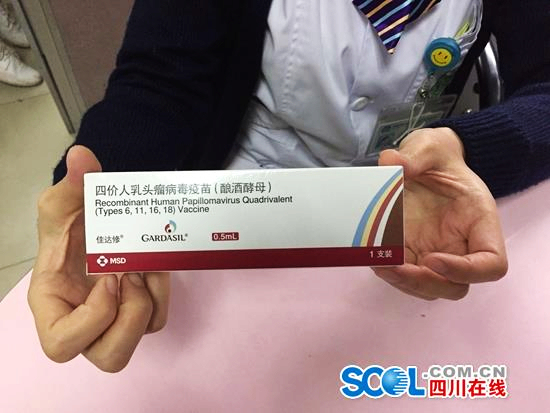 四价人乳头瘤病毒疫苗(酿酒酵母)
Recombinant Human Papillomavirus Quadrivalent
(Types 6, 11, 16, 18) Vaccine
佳达修®
GARDASIL®
0.5mL
MSD
1 支装
SCOL.COM.CN
四川在线